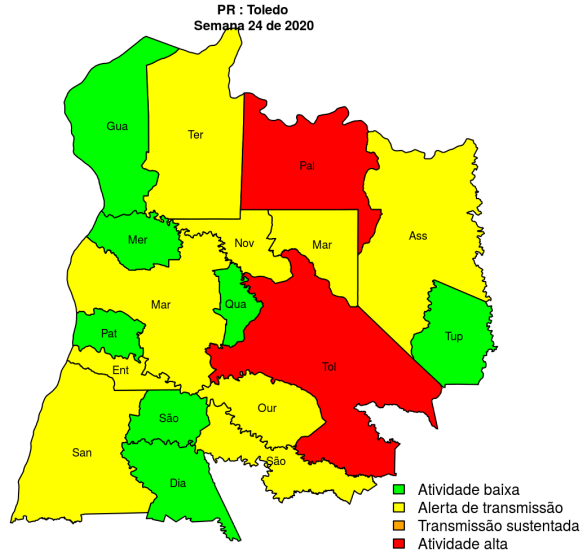 PR : Toledo
Semana 24 de 2020
Gua
Ter
Pal
Ass
Mer
Nov
Mar
Mar
Qua
Pat
Tup
Ent
Tol
Our
São
San
São
Dia
Atividade baixa
Alerta de transmissão
Transmissão sustentada
Atividade alta